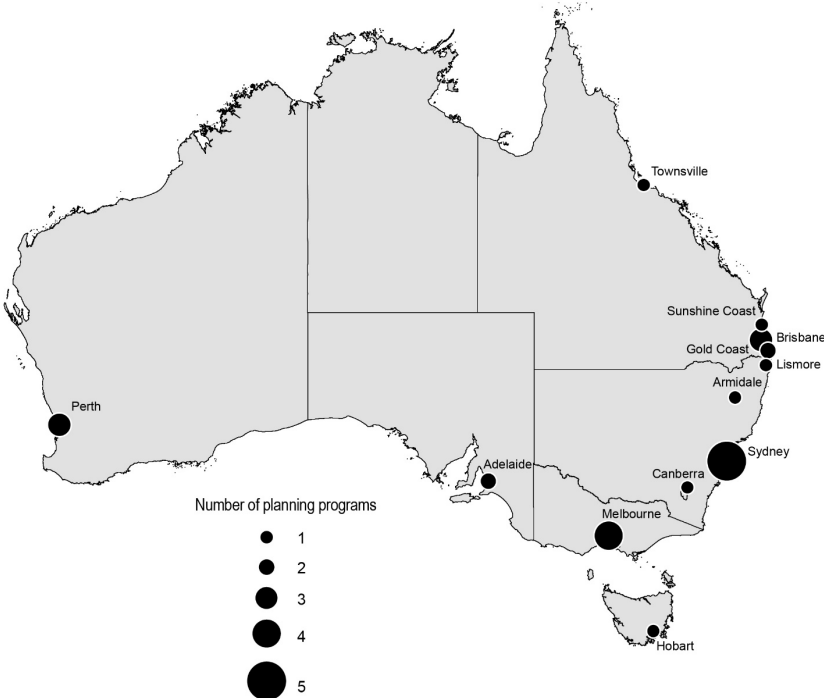 Townsville
Sunshine Coast
Brisbane
Gold Coast
Lismore
Armidale
Perth
Sydney
Adelaide
Canberra
Number of planning programs
Melbourne
1
2
3
4
Hobart
5